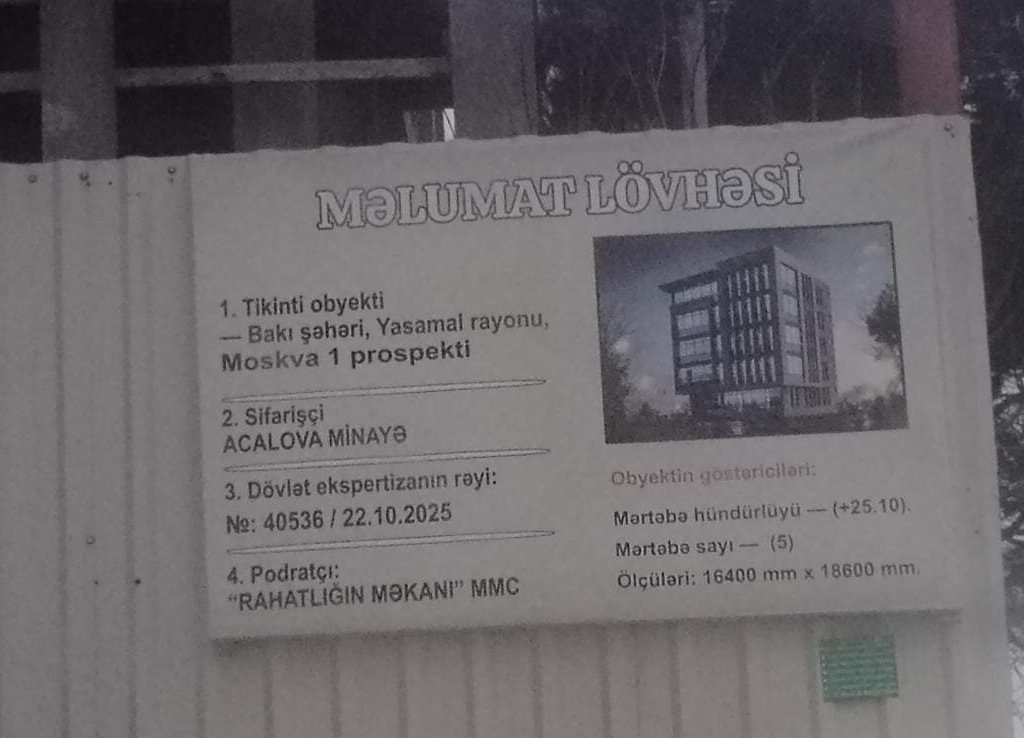 MƏLUMAT LÖVHƏSİ
1. Tikinti obyekti
— Bakı şəhəri, Yasamal rayonu,
Moskva 1 prospekti
2. Sifarişçi
ACALOVA MİNAYƏ
3. Dövlət ekspertizanın rəyi:
№: 40536 / 22.10.2025
4. Podratçı:
“RAHATLIĞIN MƏKANI” MMC
Obyektin göstəriciləri:
Mərtəbə hündürlüyü — (+25.10).
Mərtəbə sayı — (5)
Ölçüləri: 16400 mm x 18600 mm.